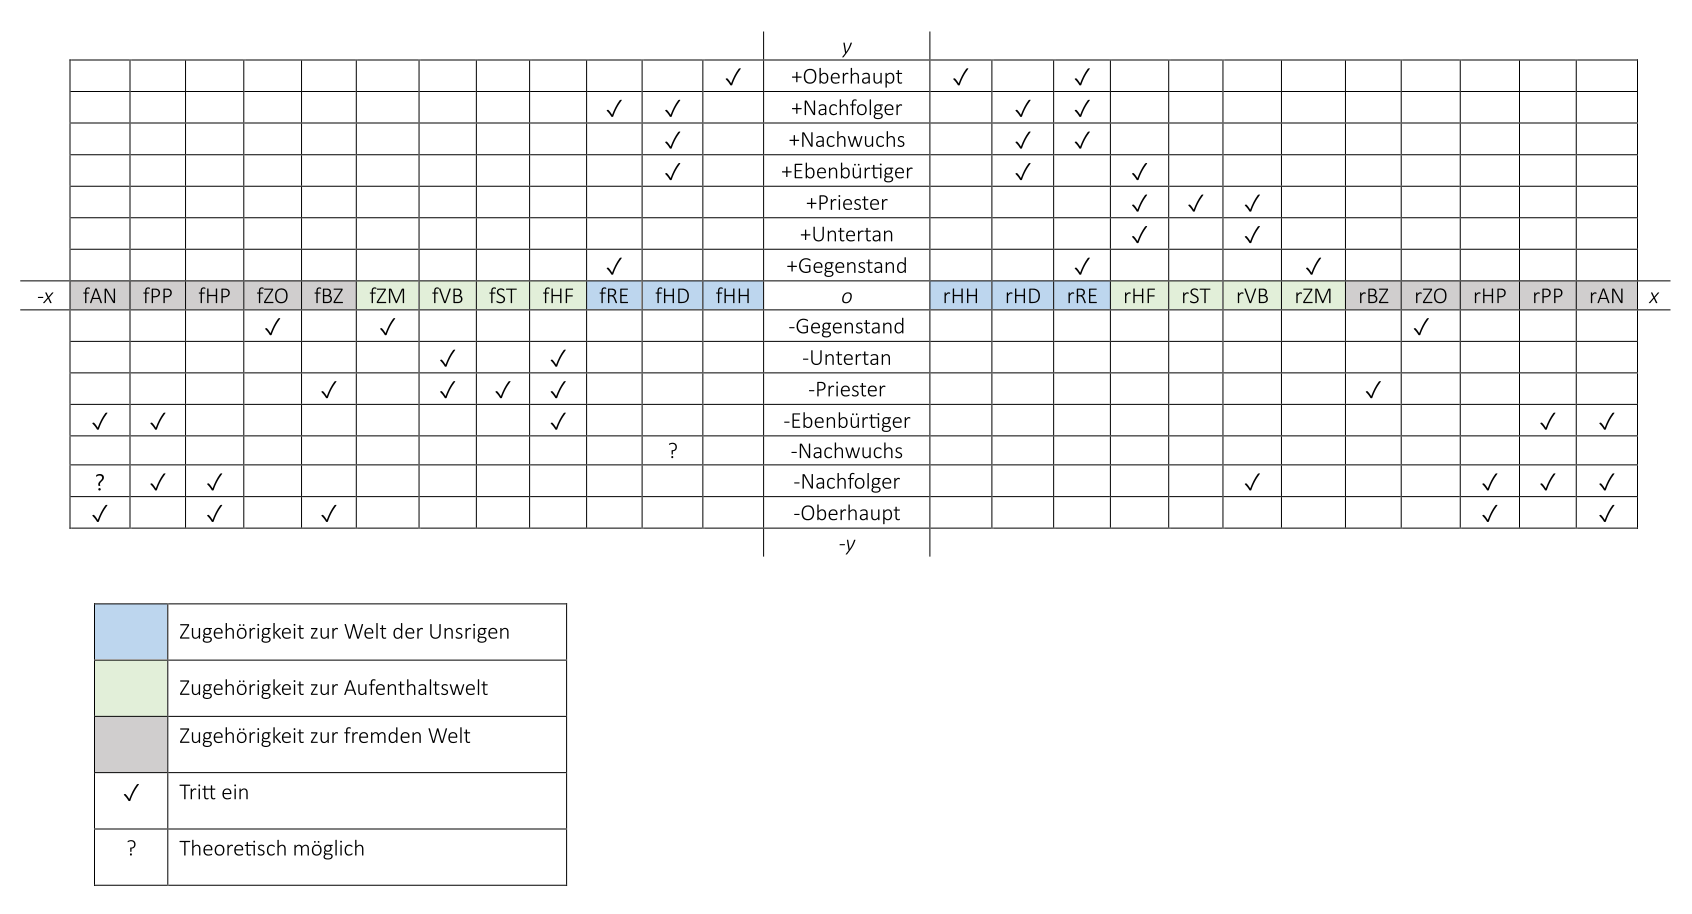 y
✓ +Oberhaupt ✓ ✓
✓ ✓ +Nachfolger ✓ ✓
✓ +Nachwuchs ✓ ✓
✓ +Ebenbürtiger ✓ ✓
+Priester ✓ ✓ ✓
+Untertan ✓ ✓
✓ +Gegenstand ✓ ✓
-x fAN fPP fHP fZO fBZ fZM fVB fST fHF fRE fHD fHH o rHH rHD rRE rHF rST rVB rZM rBZ rZO rHP rPP rAN x
✓ ✓ -Gegenstand ✓
✓ ✓ -Untertan
✓ ✓ ✓ ✓ -Priester ✓
✓ ✓ ✓ -Ebenbürtiger ✓ ✓
? -Nachwuchs
? ✓ ✓ -Nachfolger ✓ ✓ ✓ ✓
✓ ✓ ✓ -Oberhaupt ✓ ✓
-y
Zugehörigkeit zur Welt der Unsrigen
Zugehörigkeit zur Aufenthaltswelt
Zugehörigkeit zur fremden Welt
✓ Tritt ein
? Theoretisch möglich